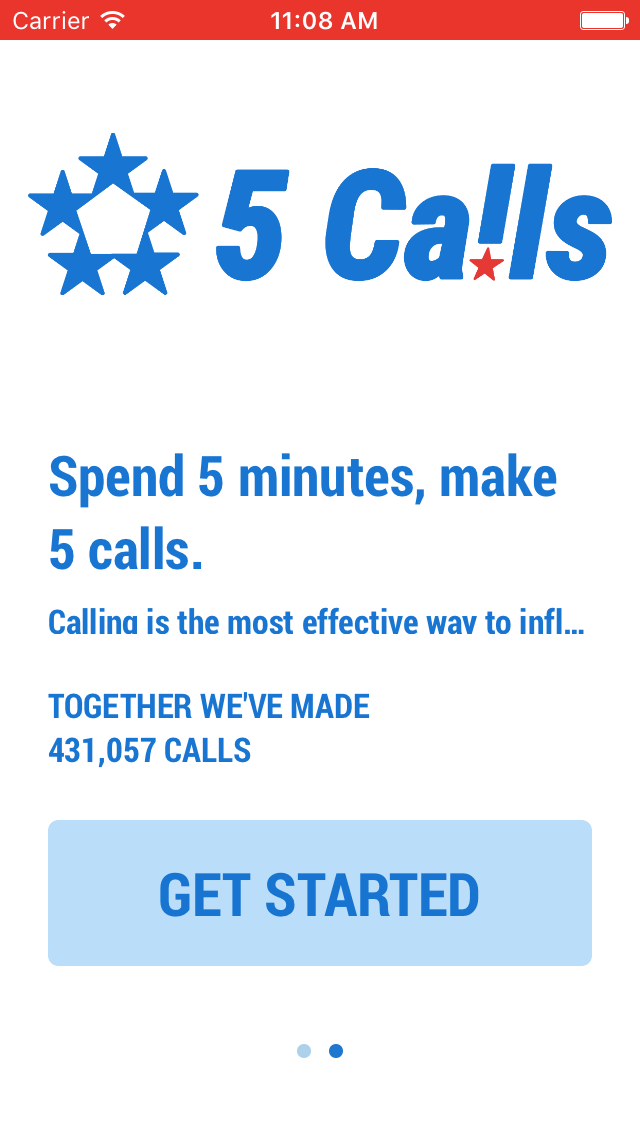 Carrier 11:08 AM
5 Calls
Spend 5 minutes, make
5 calls.
Calling is the most effective way to infl...
TOGETHER WE'VE MADE
431,057 CALLS
GET STARTED